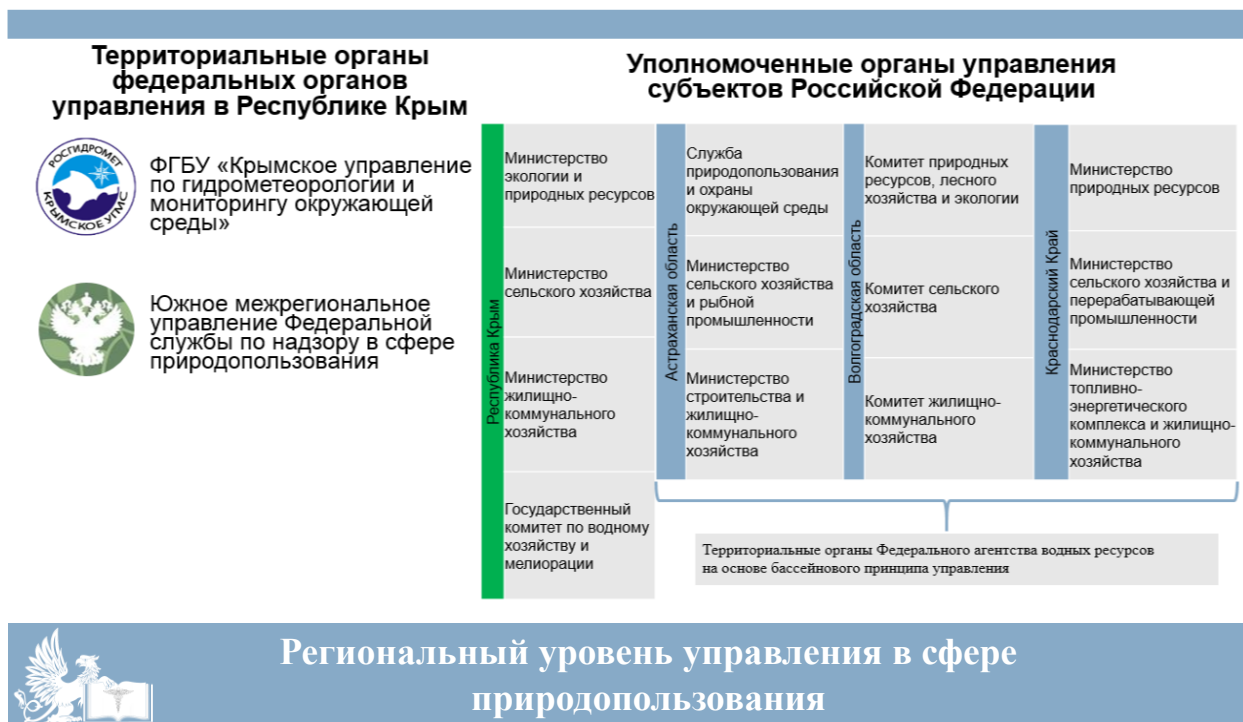 Территориальные органы
федеральных органов
управления в Республике Крым
РОСГИДРОМЕТ
КРЫМСКОЕ УГМС
ФГБУ «Крымское управление
по гидрометеорологии и
мониторингу окружающей
среды»
Южное межрегиональное
управление Федеральной
службы по надзору в сфере
природопользования
Уполномоченные органы управления
субъектов Российской Федерации
Республика Крым
Министерство
экологии и
природных ресурсов
Министерство
сельского хозяйства
Министерство
жилищно-
коммунального
хозяйства
Государственный
комитет по водному
хозяйству и
мелиорации
Астраханская область
Служба
природопользования
и охраны
окружающей среды
Министерство
сельского хозяйства
и рыбной
промышленности
Министерство
строительства и
жилищно-
коммунального
хозяйства
Волгоградская область
Комитет природных
ресурсов, лесного
хозяйства и экологии
Комитет сельского
хозяйства
Комитет жилищно-
коммунального
хозяйства
Краснодарский Край
Министерство
природных ресурсов
Министерство
сельского хозяйства и
перерабатывающей
промышленности
Министерство
топливно-
энергетического
комплекса и жилищно-
коммунального
хозяйства
Территориальные органы Федерального агентства водных ресурсов
на основе бассейнового принципа управления
Региональный уровень управления в сфере
природопользования